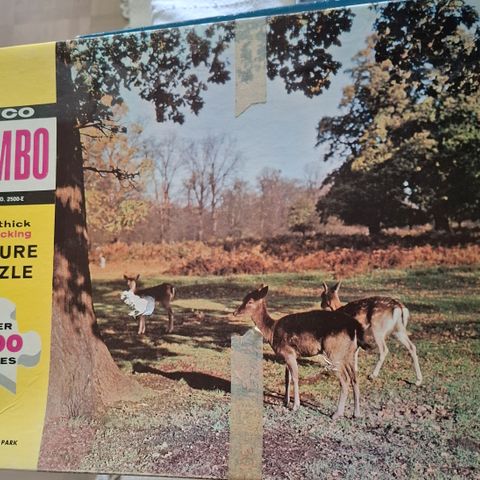 CO
MBO
O. 2500-E
thick
cking
URE
ZLE
ER
00
ES
PARK